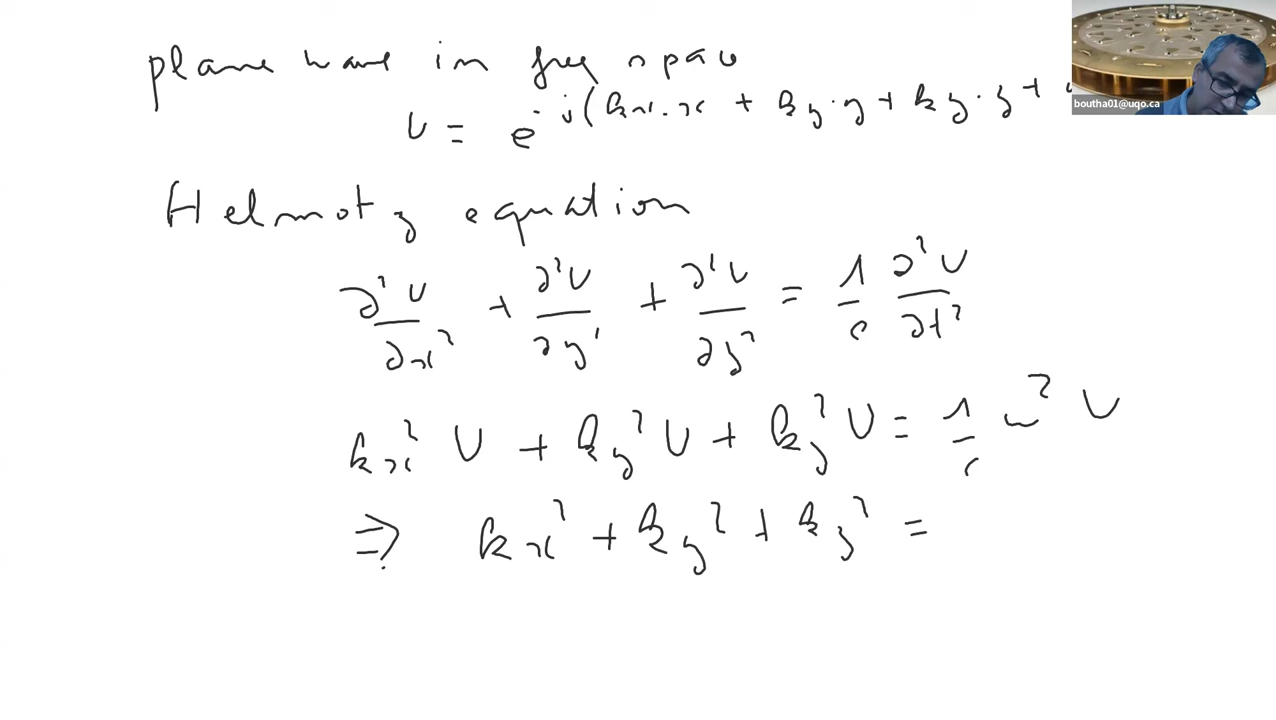 plane wave in free space
boutha01@uqo.ca
U = e^{-i(kx.x + ky.y + kz.z +
Helmotz equation
∂²U/∂x² + ∂²U/∂y² + ∂²U/∂z² = 1/c ∂²U/∂t²
kx² U + ky² U + kz² U = 1/c ω² U
⇒ kx² + ky² + kz² =